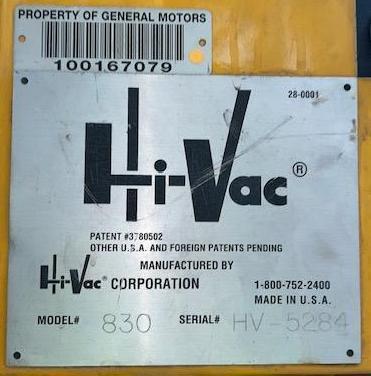 PROPERTY OF GENERAL MOTORS
100167079
28-0001
Hi-Vac®
PATENT #3780502
OTHER U.S.A. AND FOREIGN PATENTS PENDING
MANUFACTURED BY
Hi-Vac® CORPORATION 1-800-752-2400
MADE IN U.S.A.
MODEL# 830 SERIAL# HV-5284